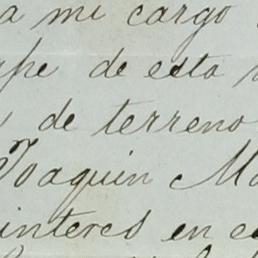 a mi cargo
de esta
de terreno
Joaquin
interes en